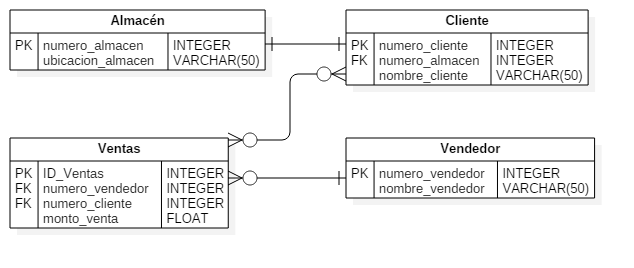 Almacén
PK numero_almacen INTEGER
ubicacion_almacen VARCHAR(50)
Cliente
PK numero_cliente INTEGER
FK numero_almacen INTEGER
nombre_cliente VARCHAR(50)
Ventas
PK ID_Ventas INTEGER
FK numero_vendedor INTEGER
FK numero_cliente INTEGER
monto_venta FLOAT
Vendedor
PK numero_vendedor INTEGER
nombre_vendedor VARCHAR(50)